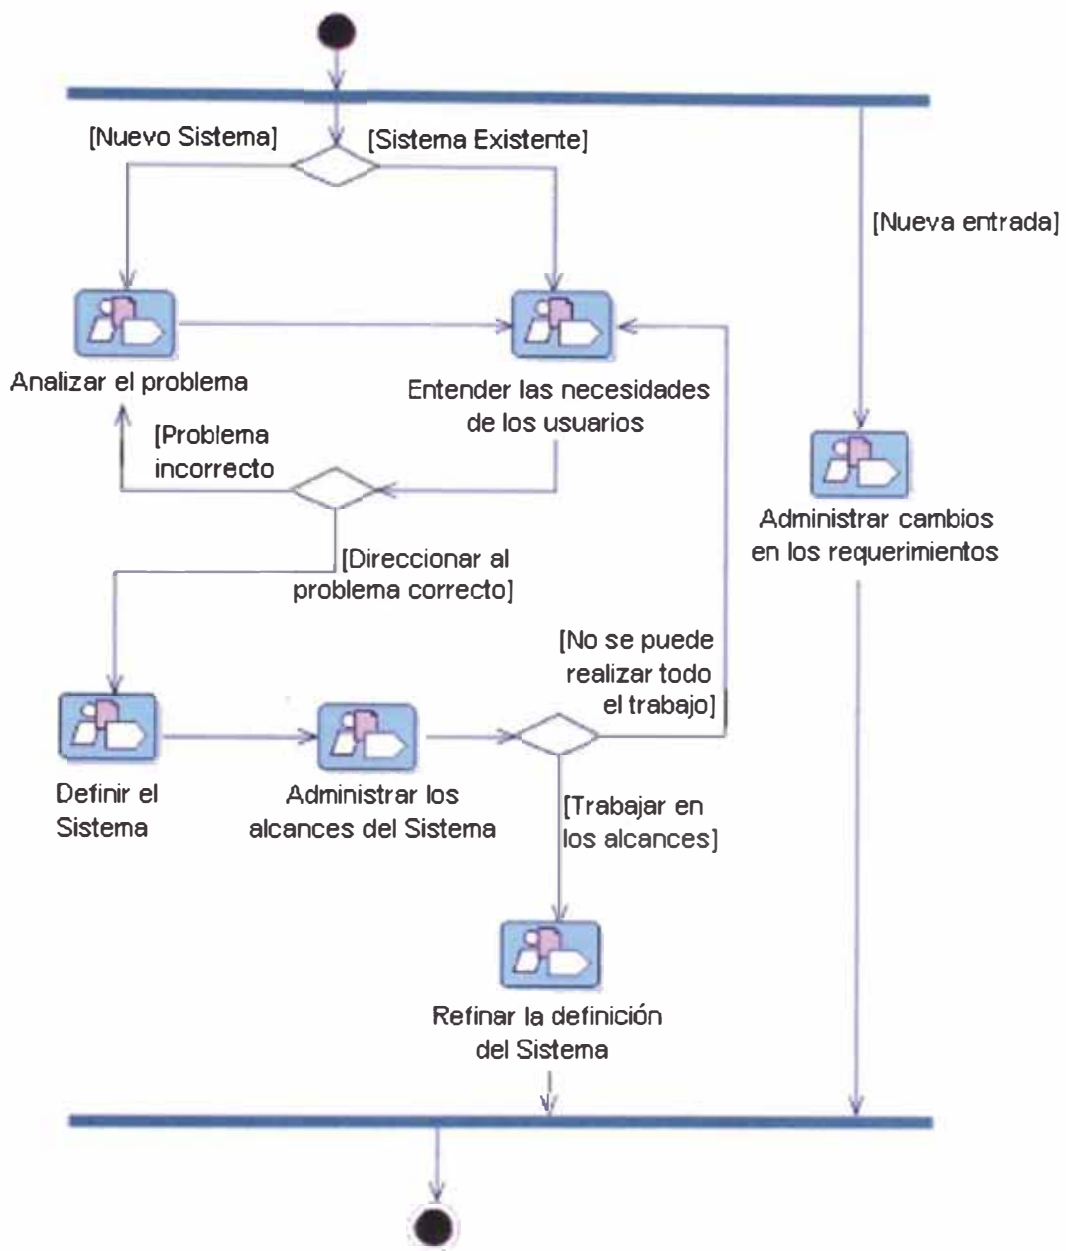 [Nuevo Sistema]
[Sistema Existente]
[Nueva entrada]
Analizar el problema
Entender las necesidades
de los usuarios
[Problema
incorrecto
Administrar cambios
en los requerimientos
[Direccionar al
problema correcto]
[No se puede
realizar todo
el trabajo]
Definir el
Sistema
Administrar los
alcances del Sistema
[Trabajar en
los alcances]
Refinar la definición
del Sistema